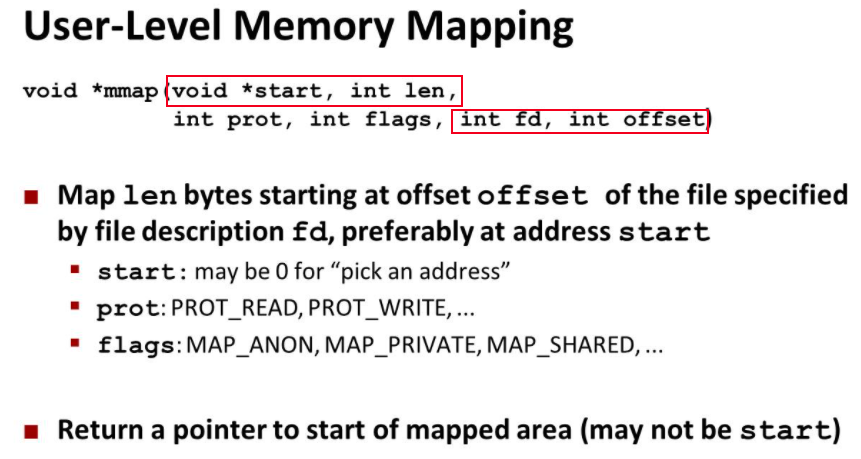 User-Level Memory Mapping
void *mmap(void *start, int len,
int prot, int flags, int fd, int offset)
■ Map len bytes starting at offset offset of the file specified
by file description fd, preferably at address start
▪ start: may be 0 for “pick an address”
▪ prot: PROT_READ, PROT_WRITE, ...
▪ flags: MAP_ANON, MAP_PRIVATE, MAP_SHARED, ...
■ Return a pointer to start of mapped area (may not be start)